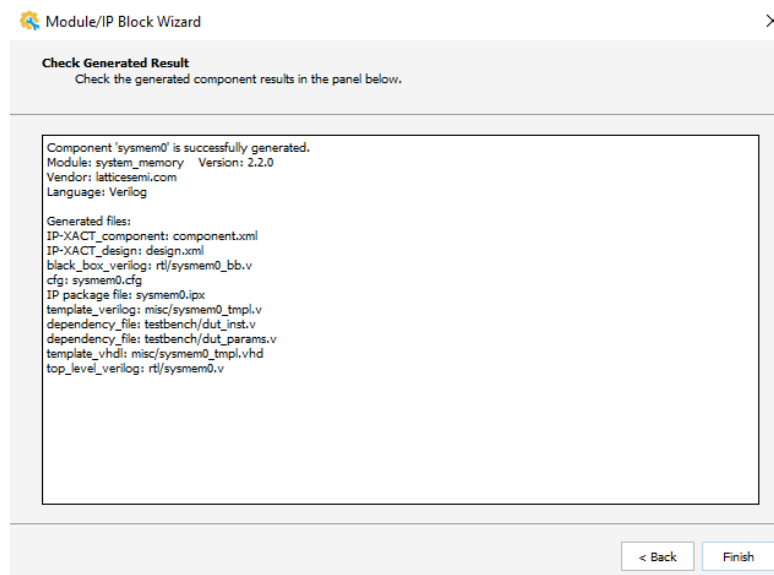 Module/IP Block Wizard
Check Generated Result
Check the generated component results in the panel below.
Component 'sysmem0' is successfully generated.
Module: system_memory Version: 2.2.0
Vendor: latticesemi.com
Language: Verilog
Generated files:
IP-XACT_component: component.xml
IP-XACT_design: design.xml
black_box_verilog: rtl/sysmem0_bb.v
cfg: sysmem0.cfg
IP package file: sysmem0.ipx
template_verilog: misc/sysmem0_tmpl.v
dependency_file: testbench/dut_inst.v
dependency_file: testbench/dut_params.v
template_vhdl: misc/sysmem0_tmpl.vhd
top_level_verilog: rtl/sysmem0.v
< Back Finish